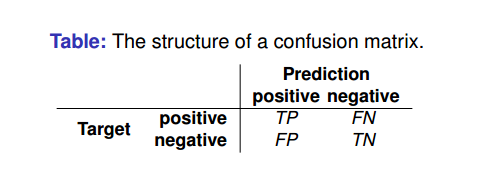 Table: The structure of a confusion matrix.
Prediction
positive negative
Target positive TP FN
negative FP TN